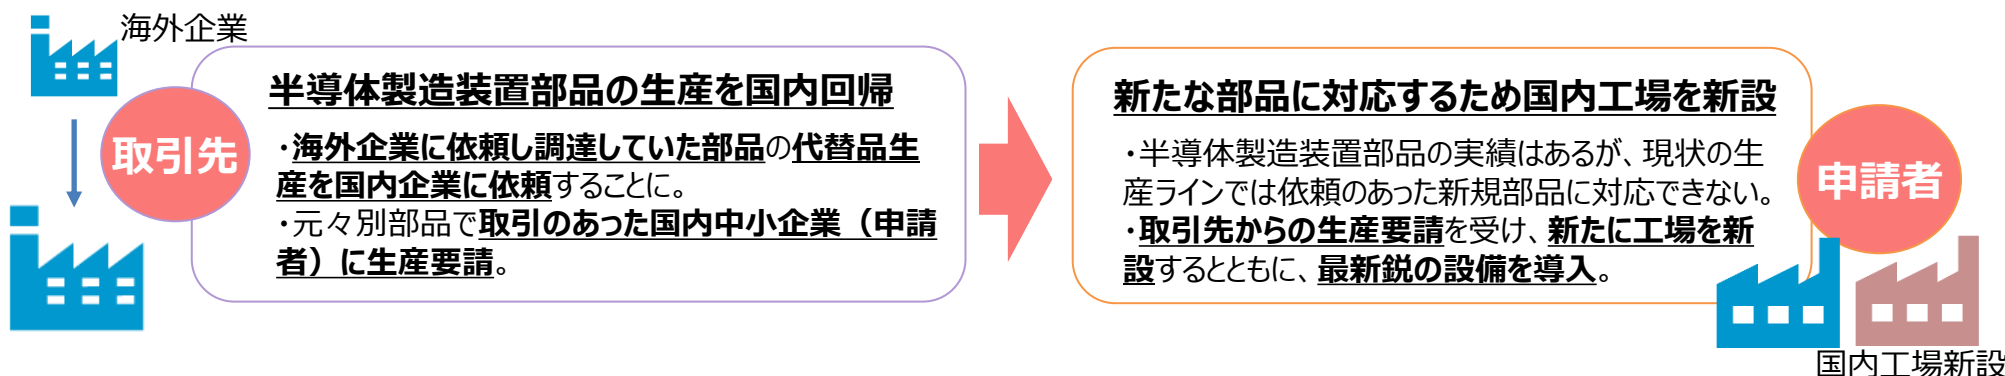 海外企業
取引先
半導体製造装置部品の生産を国内回帰
・海外企業に依頼し調達していた部品の代替品生
産を国内企業に依頼することに。
・元々別部品で取引のあった国内中小企業（申請
者）に生産要請。
新たな部品に対応するため国内工場を新設
・半導体製造装置部品の実績はあるが、現状の生
産ラインでは依頼のあった新規部品に対応できない。
・取引先からの生産要請を受け、新たに工場を新
設するとともに、最新鋭の設備を導入。
申請者
国内工場新設